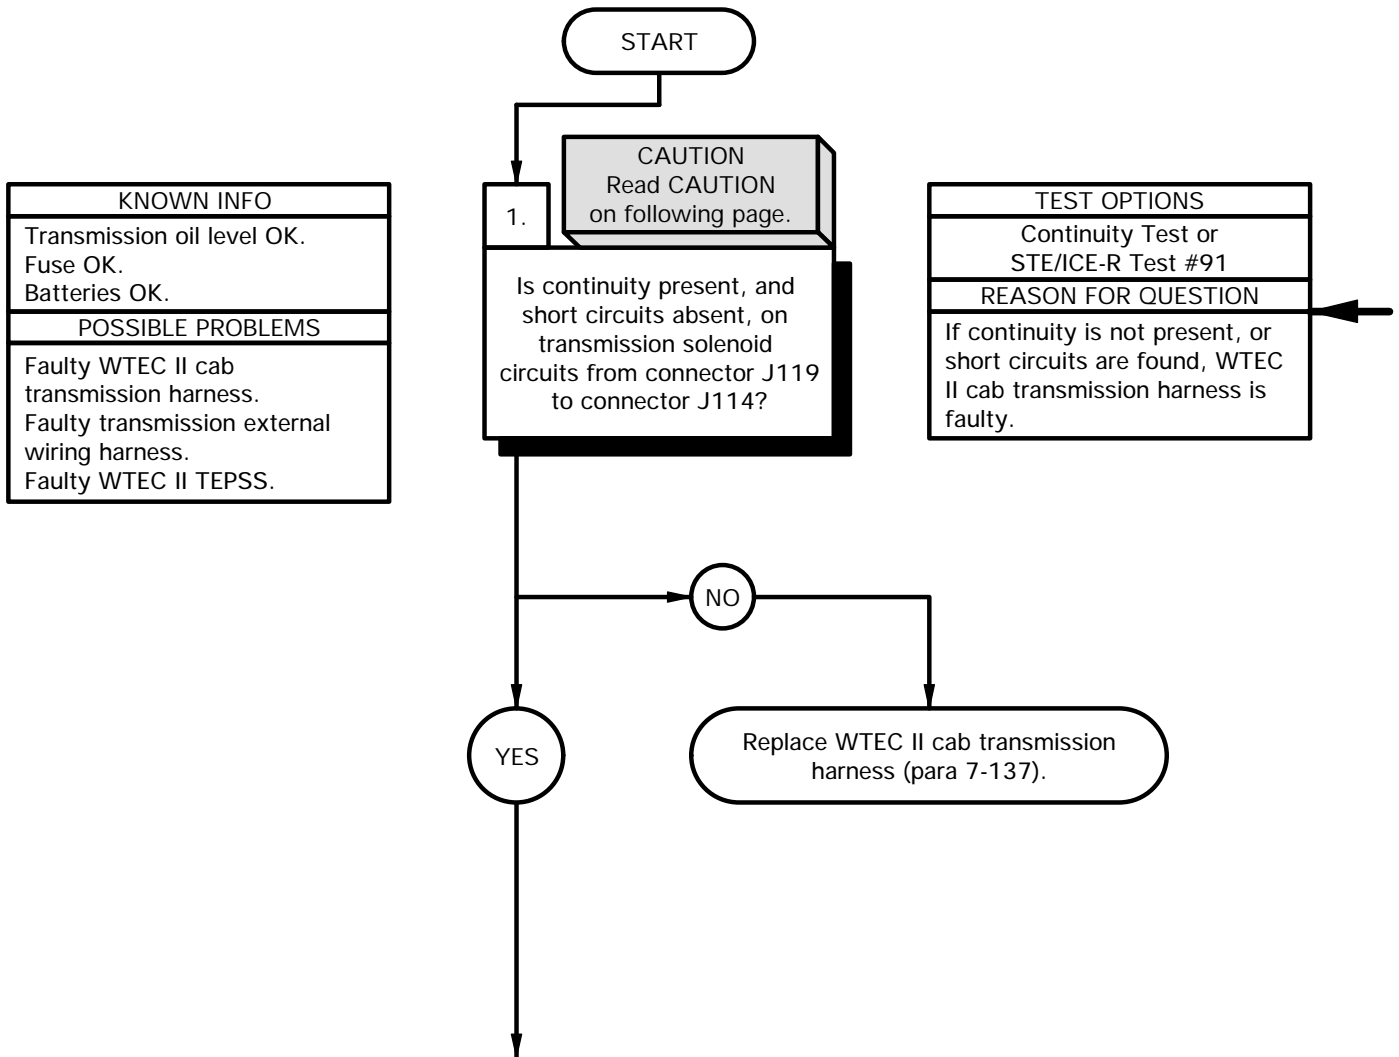 START
CAUTION
Read CAUTION
on following page.
KNOWN INFO
Transmission oil level OK.
Fuse OK.
Batteries OK.
POSSIBLE PROBLEMS
Faulty WTEC II cab
transmission harness.
Faulty transmission external
wiring harness.
Faulty WTEC II TEPSS.
1.
Is continuity present, and
short circuits absent, on
transmission solenoid
circuits from connector J119
to connector J114?
TEST OPTIONS
Continuity Test or
STE/ICE-R Test #91
REASON FOR QUESTION
If continuity is not present, or
short circuits are found, WTEC
II cab transmission harness is
faulty.
NO
YES
Replace WTEC II cab transmission
harness (para 7-137).